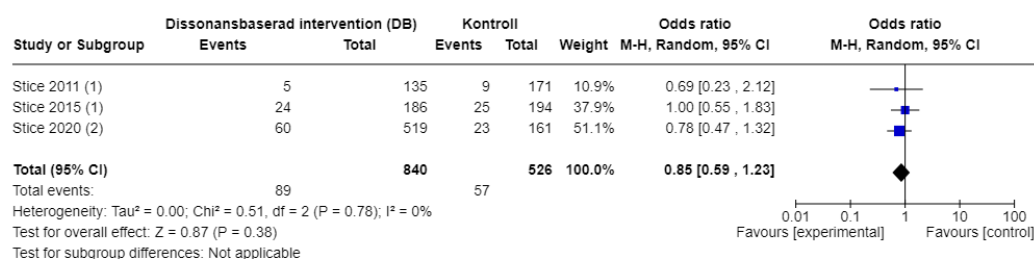 Dissonansbaserad intervention (DB) Kontroll Odds ratio Odds ratio
Study or Subgroup Events Total Events Total Weight M-H, Random, 95% CI M-H, Random, 95% CI
Stice 2011 (1) 5 135 9 171 10.9% 0.69 [0.23 , 2.12]
Stice 2015 (1) 24 186 25 194 37.9% 1.00 [0.55 , 1.83]
Stice 2020 (2) 60 519 23 161 51.1% 0.78 [0.47 , 1.32]
Total (95% CI) 840 526 100.0% 0.85 [0.59 , 1.23]
Total events: 89 57
Heterogeneity: Tau² = 0.00; Chi² = 0.51, df = 2 (P = 0.78); I² = 0%
Test for overall effect: Z = 0.87 (P = 0.38)
Test for subgroup differences: Not applicable
0.01 0.1 1 10 100
Favours [experimental] Favours [control]